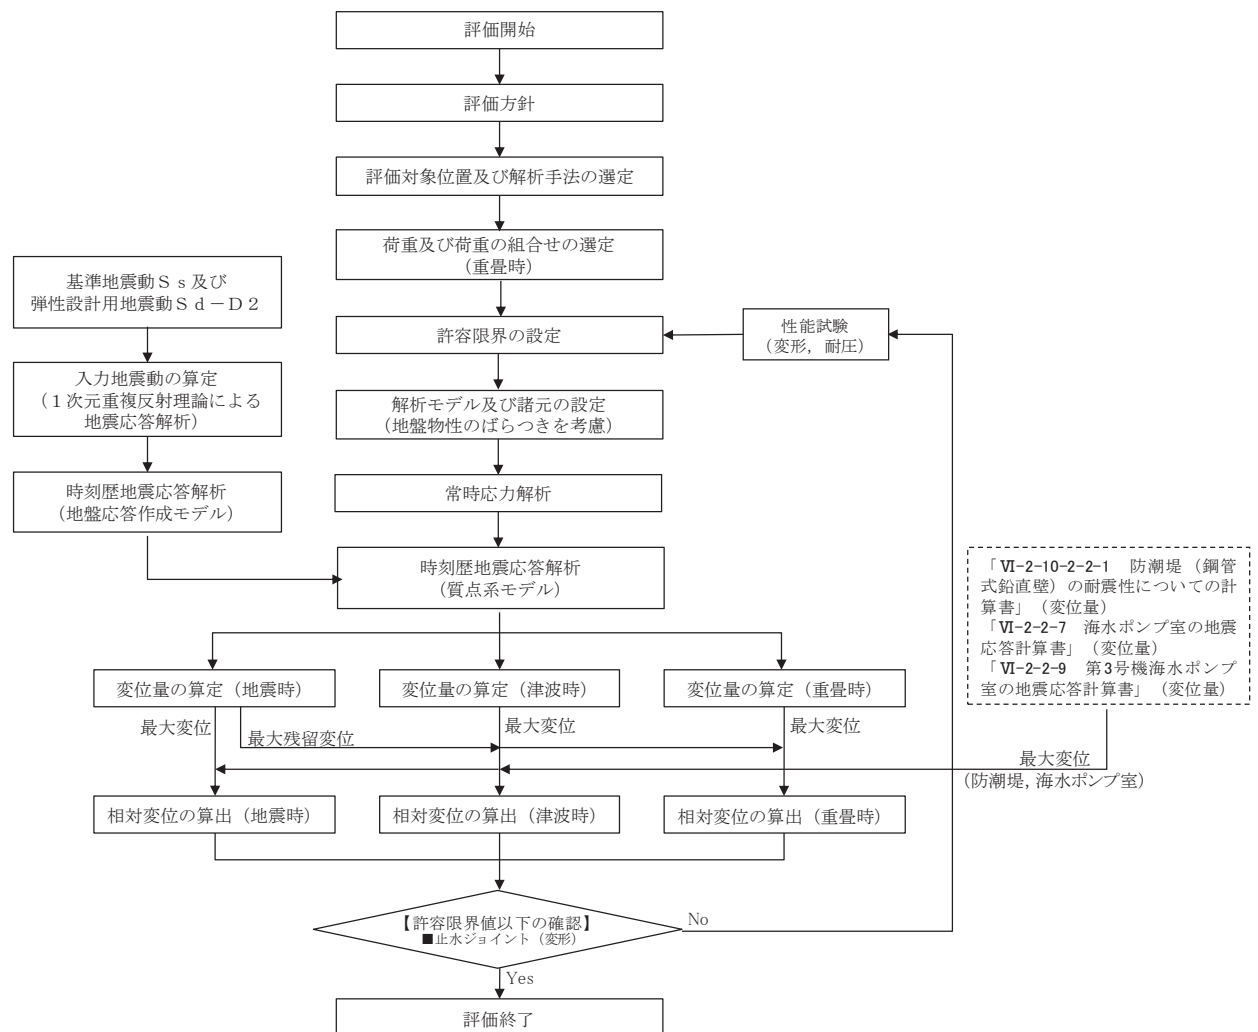 評価開始
評価方針
評価対象位置及び解析手法の選定
荷重及び荷重の組合せの選定
(重畳時)
基準地震動Ss及び
弾性設計用地震動Sd-D2
許容限界の設定
性能試験
(変形, 耐圧)
入力地震動の算定
(1次元重複反射理論による
地震応答解析)
解析モデル及び諸元の設定
(地盤物性のばらつきを考慮)
時刻歴地震応答解析
(地盤応答作成モデル)
常時応力解析
時刻歴地震応答解析
(質点系モデル)
「Ⅵ-2-10-2-2-1 防潮堤(鋼管
式鉛直壁)の耐震性についての計
算書」(変位量)
「Ⅵ-2-2-7 海水ポンプ室の地震
応答計算書」(変位量)
「Ⅵ-2-2-9 第3号機海水ポンプ
室の地震応答計算書」(変位量)
変位量の算定(地震時)
変位量の算定(津波時)
変位量の算定(重畳時)
最大変位
最大残留変位
最大変位
最大変位
最大変位
(防潮堤, 海水ポンプ室)
相対変位の算出(地震時)
相対変位の算出(津波時)
相対変位の算出(重畳時)
【許容限界値以下の確認】
■止水ジョイント(変形)
No
Yes
評価終了